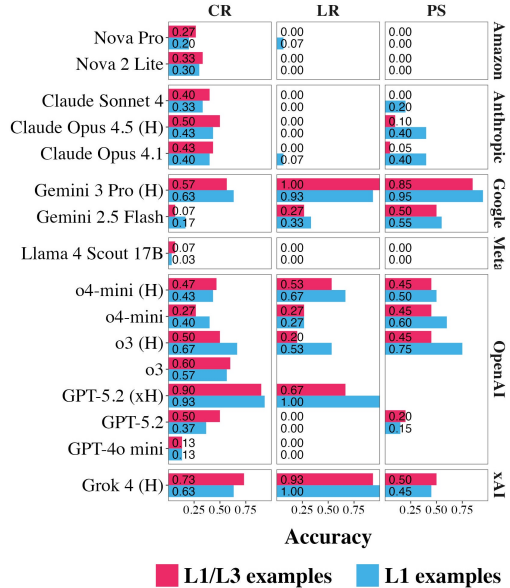 CR LR PS
Nova Pro 0.27 0.20 0.00 0.07 0.00 0.00
Nova 2 Lite 0.33 0.30 0.00 0.00 0.00 0.00
Amazon
Claude Sonnet 4 0.40 0.33 0.00 0.00 0.00 0.20
Claude Opus 4.5 (H) 0.50 0.43 0.00 0.00 0.10 0.40
Claude Opus 4.1 0.43 0.40 0.00 0.07 0.05 0.40
Anthropic
Gemini 3 Pro (H) 0.57 0.63 1.00 0.93 0.85 0.95
Gemini 2.5 Flash 0.07 0.17 0.27 0.33 0.50 0.55
Google
Llama 4 Scout 17B 0.07 0.03 0.00 0.00 0.00 0.00
Meta
o4-mini (H) 0.47 0.43 0.53 0.67 0.45 0.50
o4-mini 0.27 0.40 0.27 0.27 0.45 0.60
o3 (H) 0.50 0.67 0.20 0.53 0.45 0.75
o3 0.60 0.57
GPT-5.2 (xH) 0.90 0.93 0.67 1.00
GPT-5.2 0.50 0.37 0.00 0.00 0.20 0.15
GPT-4o mini 0.13 0.13 0.00 0.00
OpenAI
Grok 4 (H) 0.73 0.63 0.93 1.00 0.50 0.45
xAI
0.25 0.50 0.75 0.25 0.50 0.75 0.25 0.50 0.75
Accuracy
L1/L3 examples L1 examples